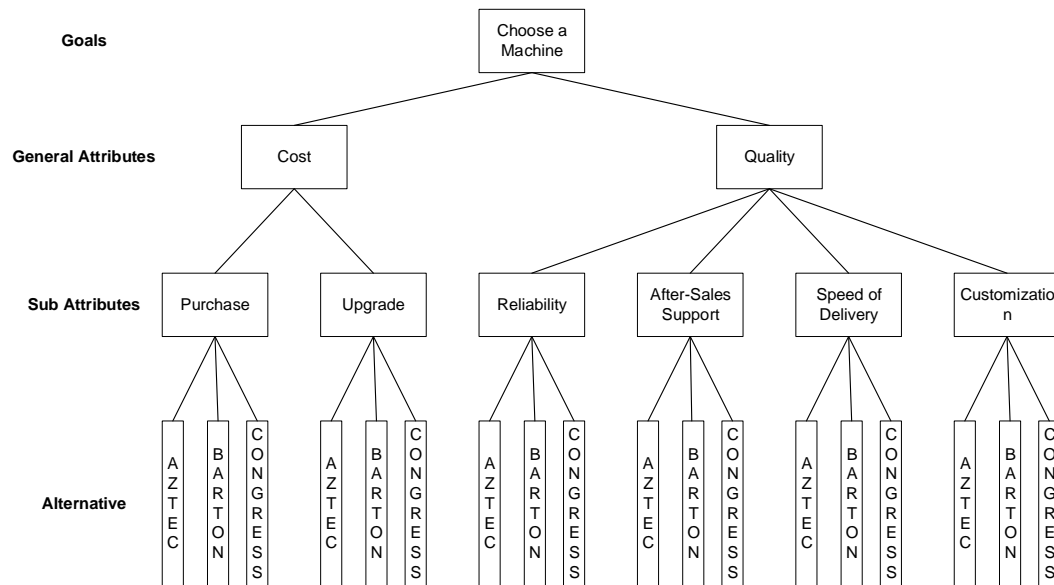 Goals
Choose a
Machine
General Attributes
Cost
Quality
Sub Attributes
Purchase
Upgrade
Reliability
After-Sales
Support
Speed of
Delivery
Customizatio
n
Alternative
AZTEC
BARTON
CONGRESS
AZTEC
BARTON
CONGRESS
AZTEC
BARTON
CONGRESS
AZTEC
BARTON
CONGRESS
AZTEC
BARTON
CONGRESS
AZTEC
BARTON
CONGRESS